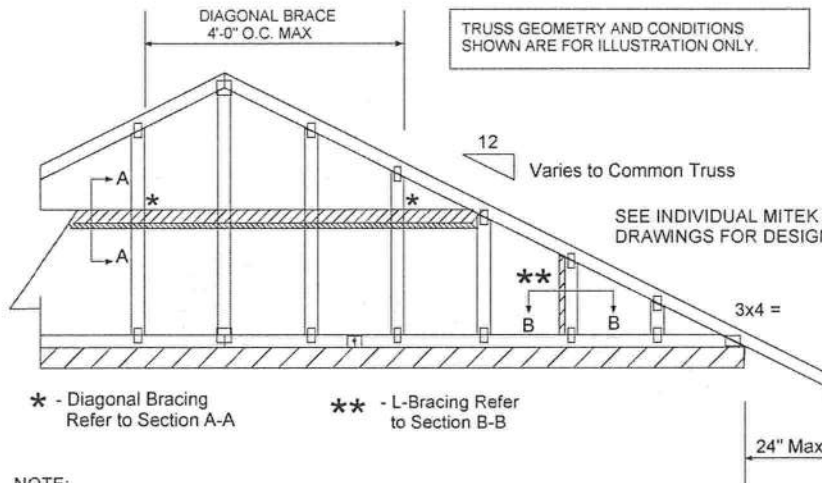 DIAGONAL BRACE
4'-0" O.C. MAX
TRUSS GEOMETRY AND CONDITIONS
SHOWN ARE FOR ILLUSTRATION ONLY.
12
Varies to Common Truss
A
*
*
SEE INDIVIDUAL MITEK
DRAWINGS FOR DESIGN
A
**
B
B
3x4 =
* - Diagonal Bracing
Refer to Section A-A
** - L-Bracing Refer
to Section B-B
24" Max
NOTE: